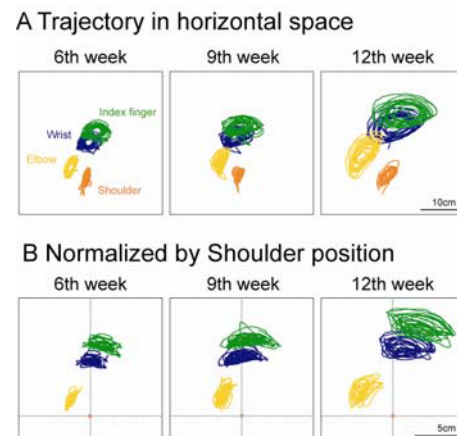 A Trajectory in horizontal space
6th week 9th week 12th week
Index finger
Wrist
Elbow
Shoulder
10cm
B Normalized by Shoulder position
6th week 9th week 12th week
5cm